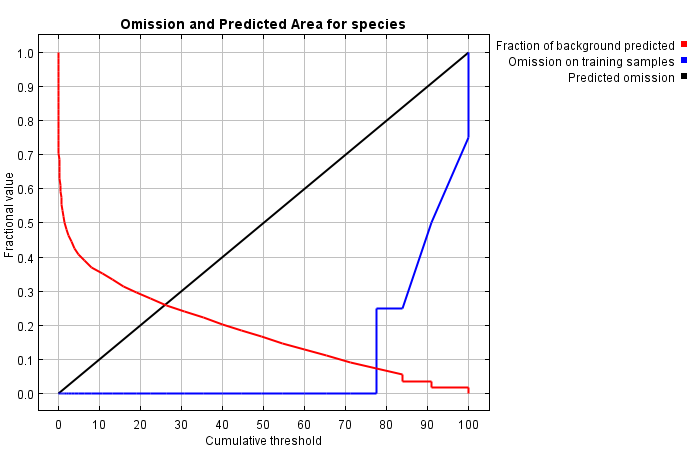 Omission and Predicted Area for species
Fraction of background predicted
Omission on training samples
Predicted omission
Fractional value
1.0
0.9
0.8
0.7
0.6
0.5
0.4
0.3
0.2
0.1
0.0
0 10 20 30 40 50 60 70 80 90 100
Cumulative threshold